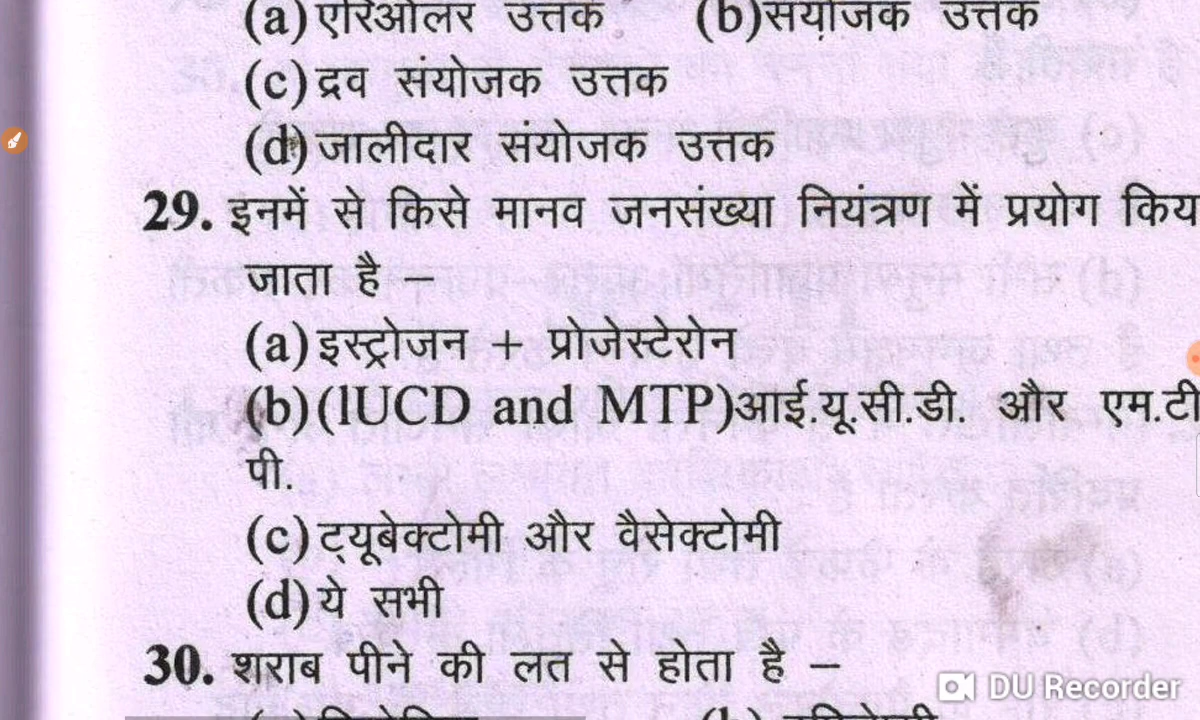 (a) एरिओलर उत्तक (b) संयोजक उत्तक
(c) द्रव संयोजक उत्तक
(d) जालीदार संयोजक उत्तक
29. इनमें से किसे मानव जनसंख्या नियंत्रण में प्रयोग किय
जाता है –
(a) इस्ट्रोजन + प्रोजेस्टेरोन
(b) (lUCD and MTP)आई.यू.सी.डी. और एम.टी
पी.
(c) ट्यूबेक्टोमी और वैसेक्टोमी
(d) ये सभी
30. शराब पीने की लत से होता है –
DU Recorder